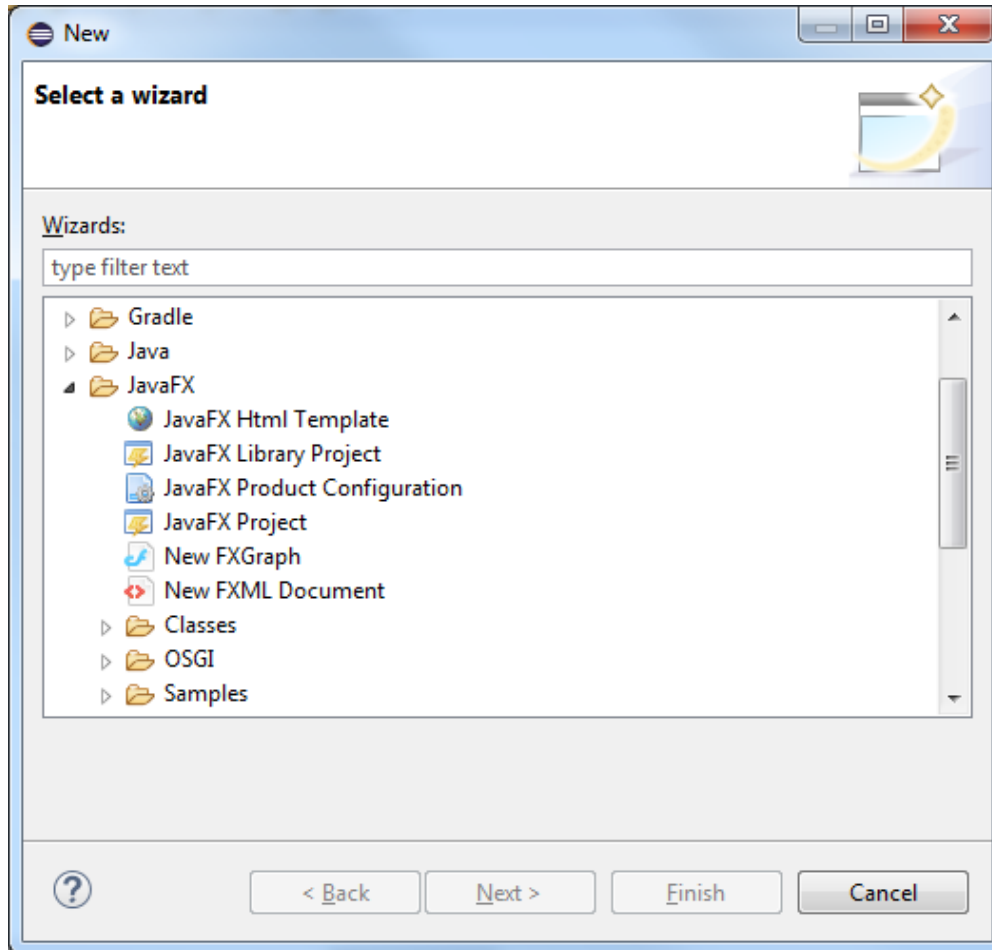 New
Select a wizard
Wizards:
type filter text
Gradle
Java
JavaFX
JavaFX Html Template
JavaFX Library Project
JavaFX Product Configuration
JavaFX Project
New FXGraph
New FXML Document
Classes
OSGI
Samples
? < Back Next > Finish Cancel